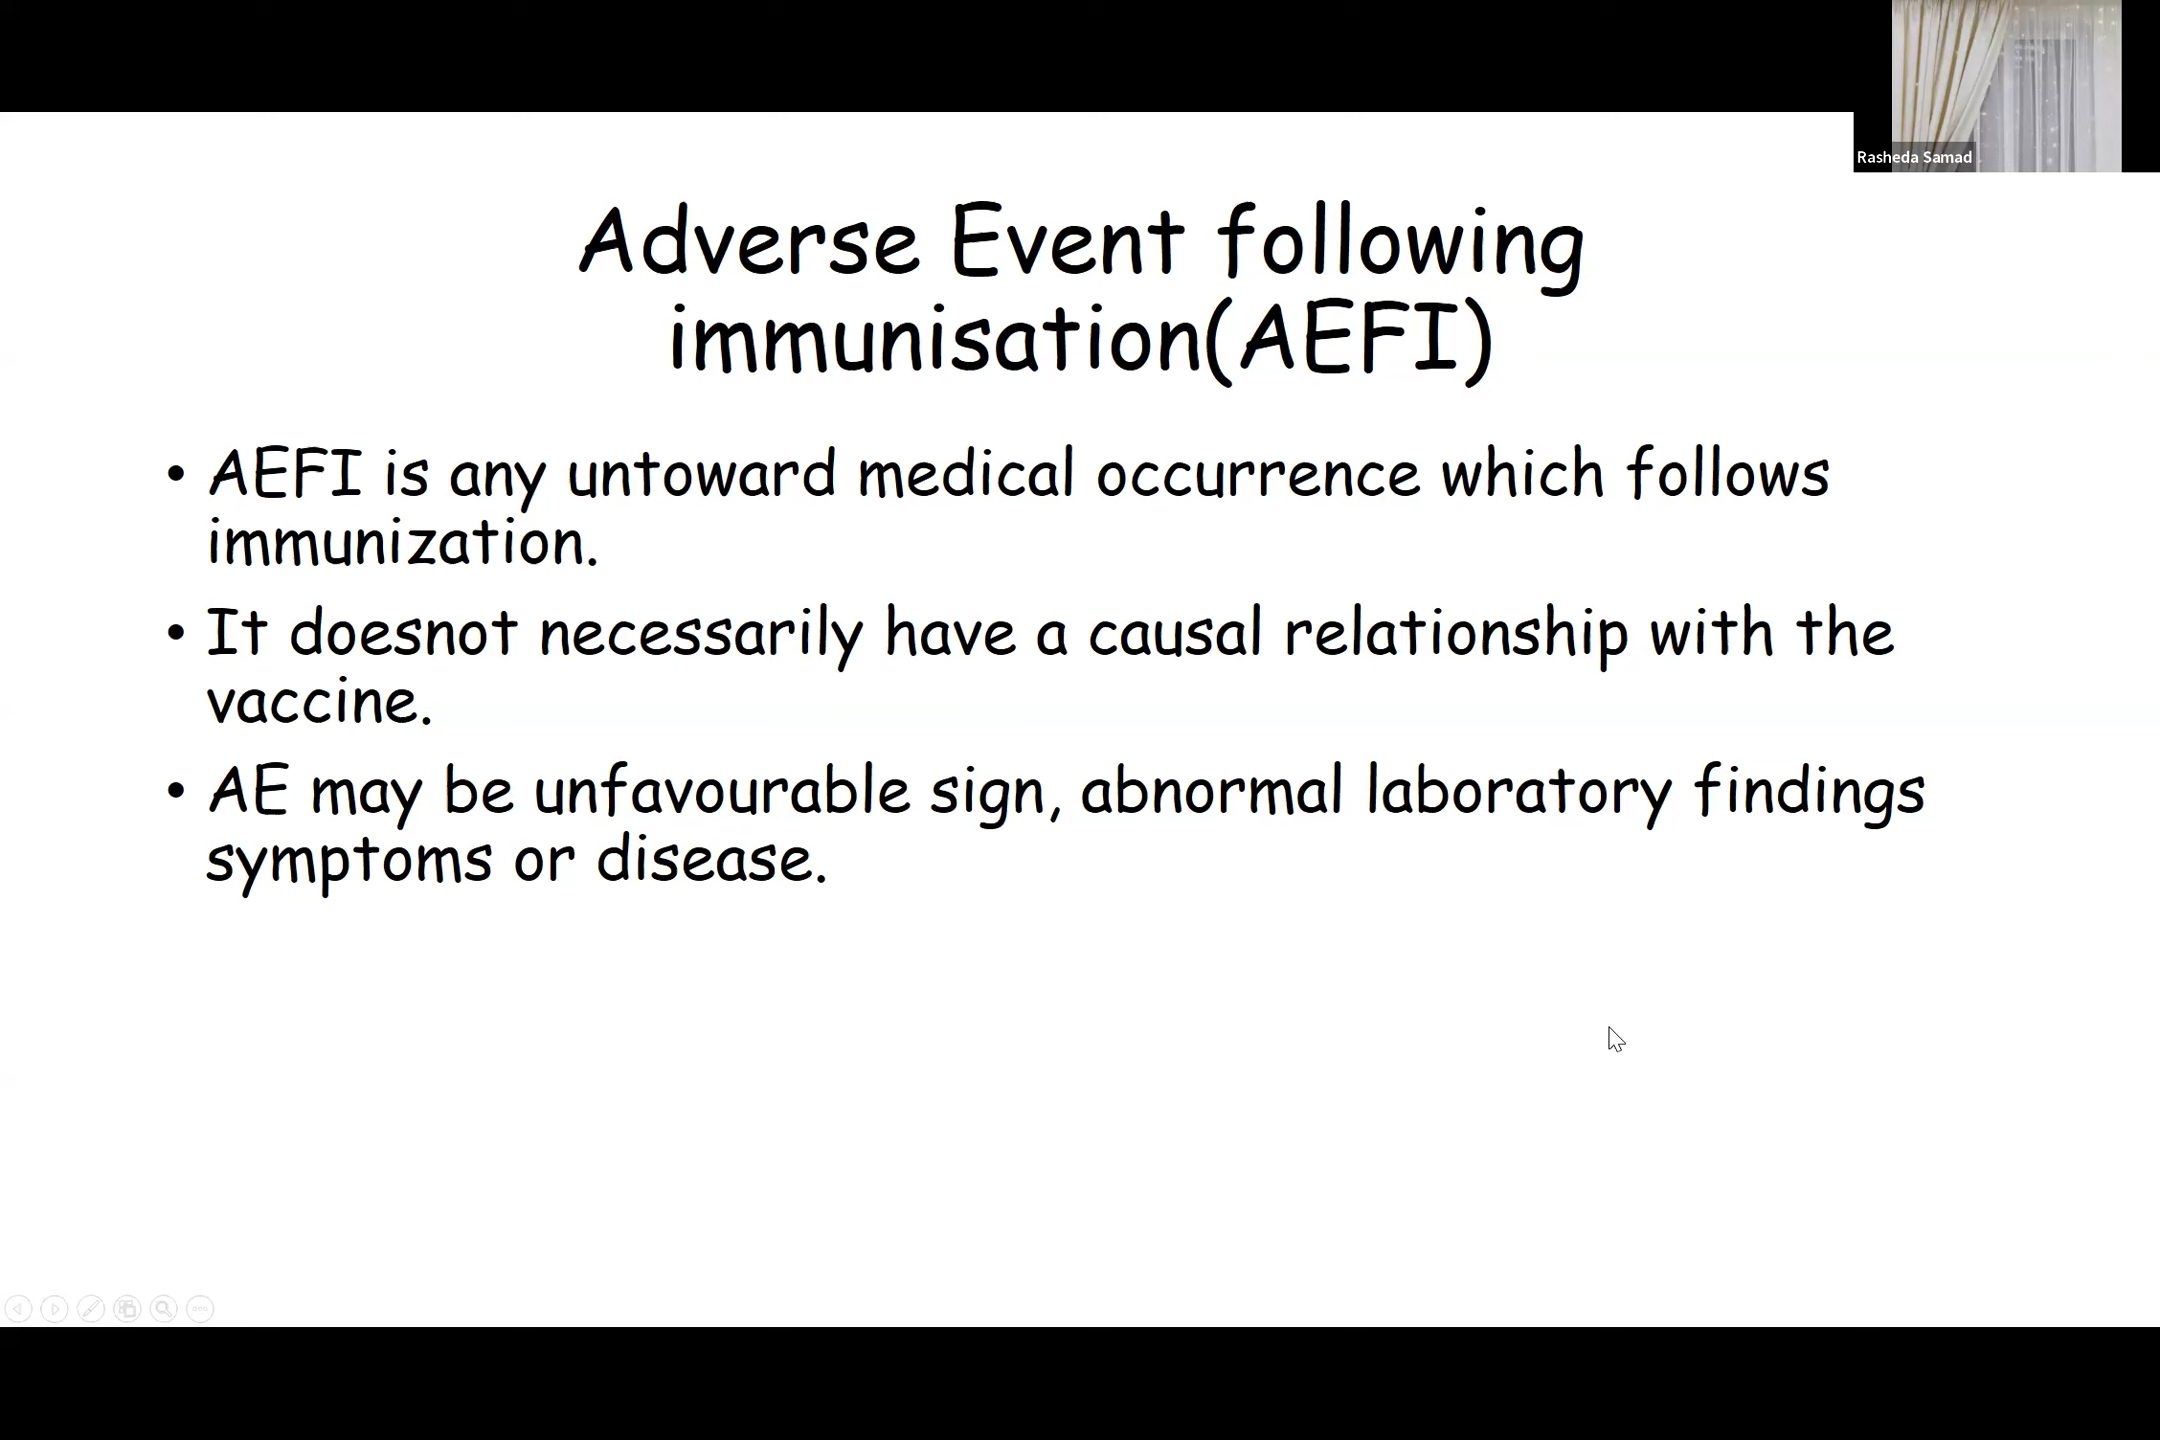 Rasheda Samad
Adverse Event following
immunisation(AEFI)
• AEFI is any untoward medical occurrence which follows
immunization.
• It doesnot necessarily have a causal relationship with the
vaccine.
• AE may be unfavourable sign, abnormal laboratory findings
symptoms or disease.